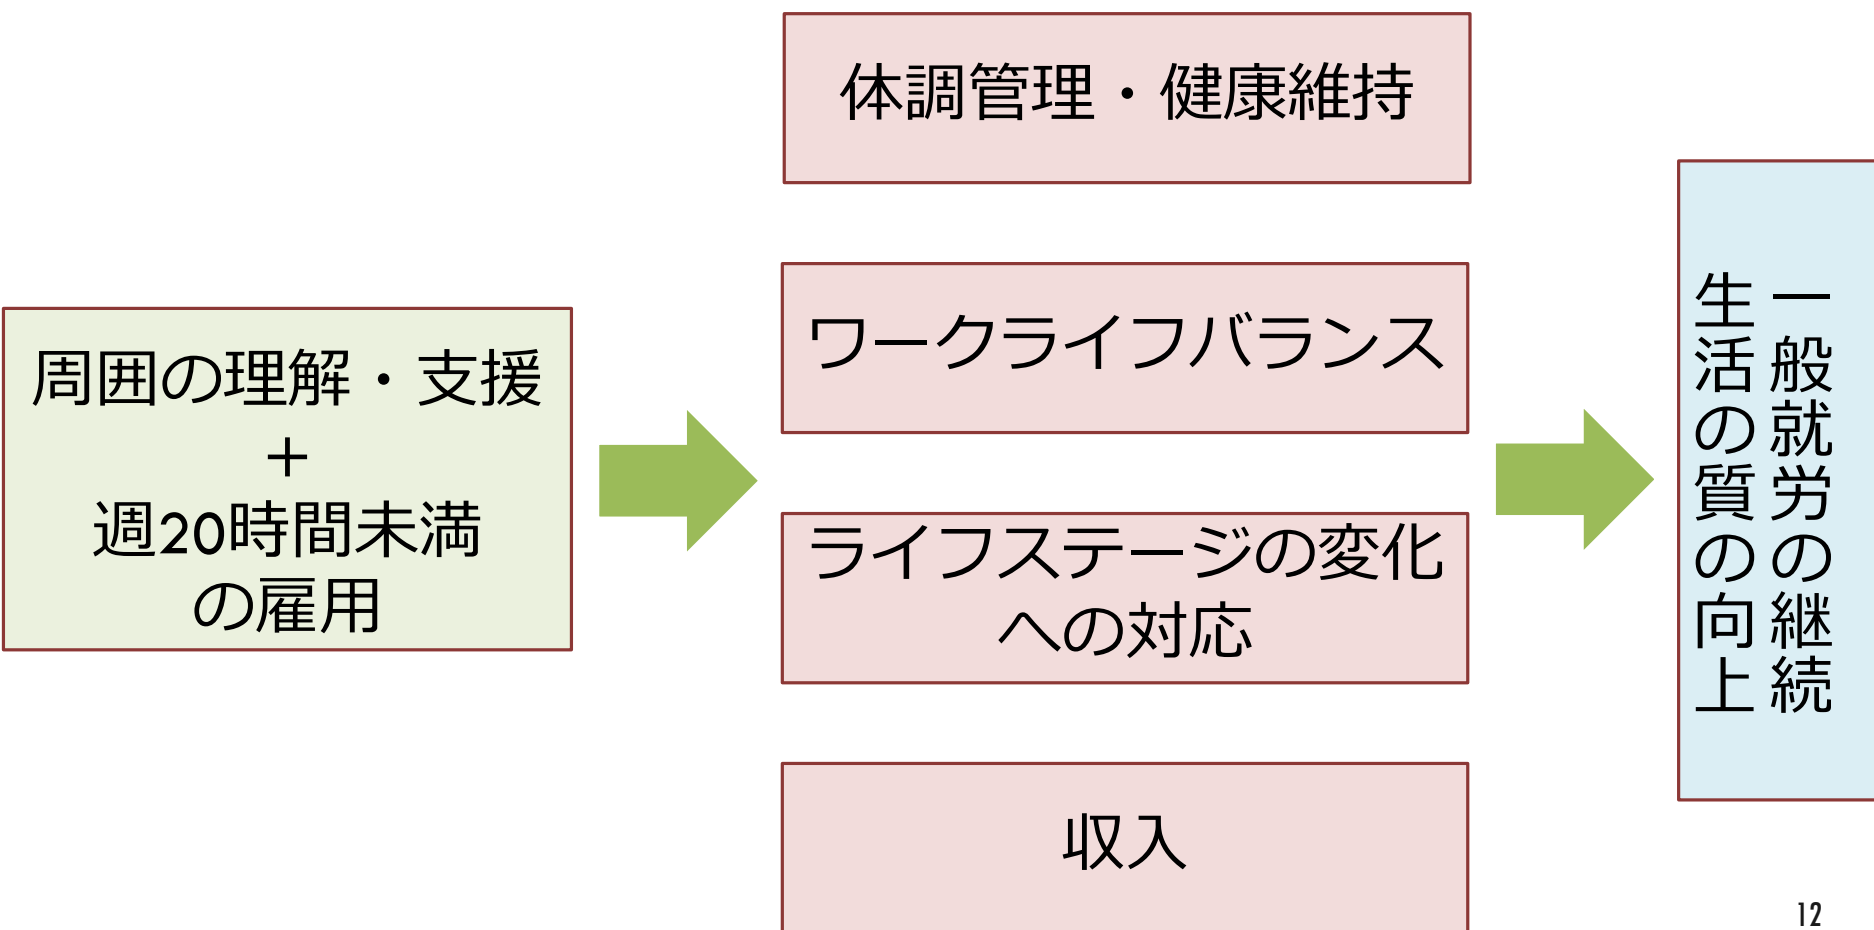 体調管理・健康維持
周囲の理解・支援
＋
週20時間未満
の雇用
ワークライフバランス
ライフステージの変化
への対応
収入
一般就労の継続
生活の質の向上
12